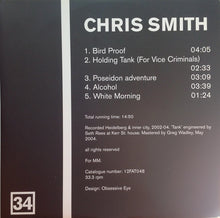 CHRIS SMITH
1. Bird Proof 04:05
2. Holding Tank (For Vice Criminals)
02:33
3. Poseidon adventure 03:09
4. Alcohol 03:39
5. White Morning 01:24
Total running time: 14:50
Recorded Heidelberg & inner city, 2002-04. 'Tank' engineered by
Seth Rees at Kerr St. house. Mastered by Greg Wadley, May
2004.
all rights reserved
For MM.
Catalogue number: 12FAT048
33.3 rpm
Design: Obsessive Eye
34